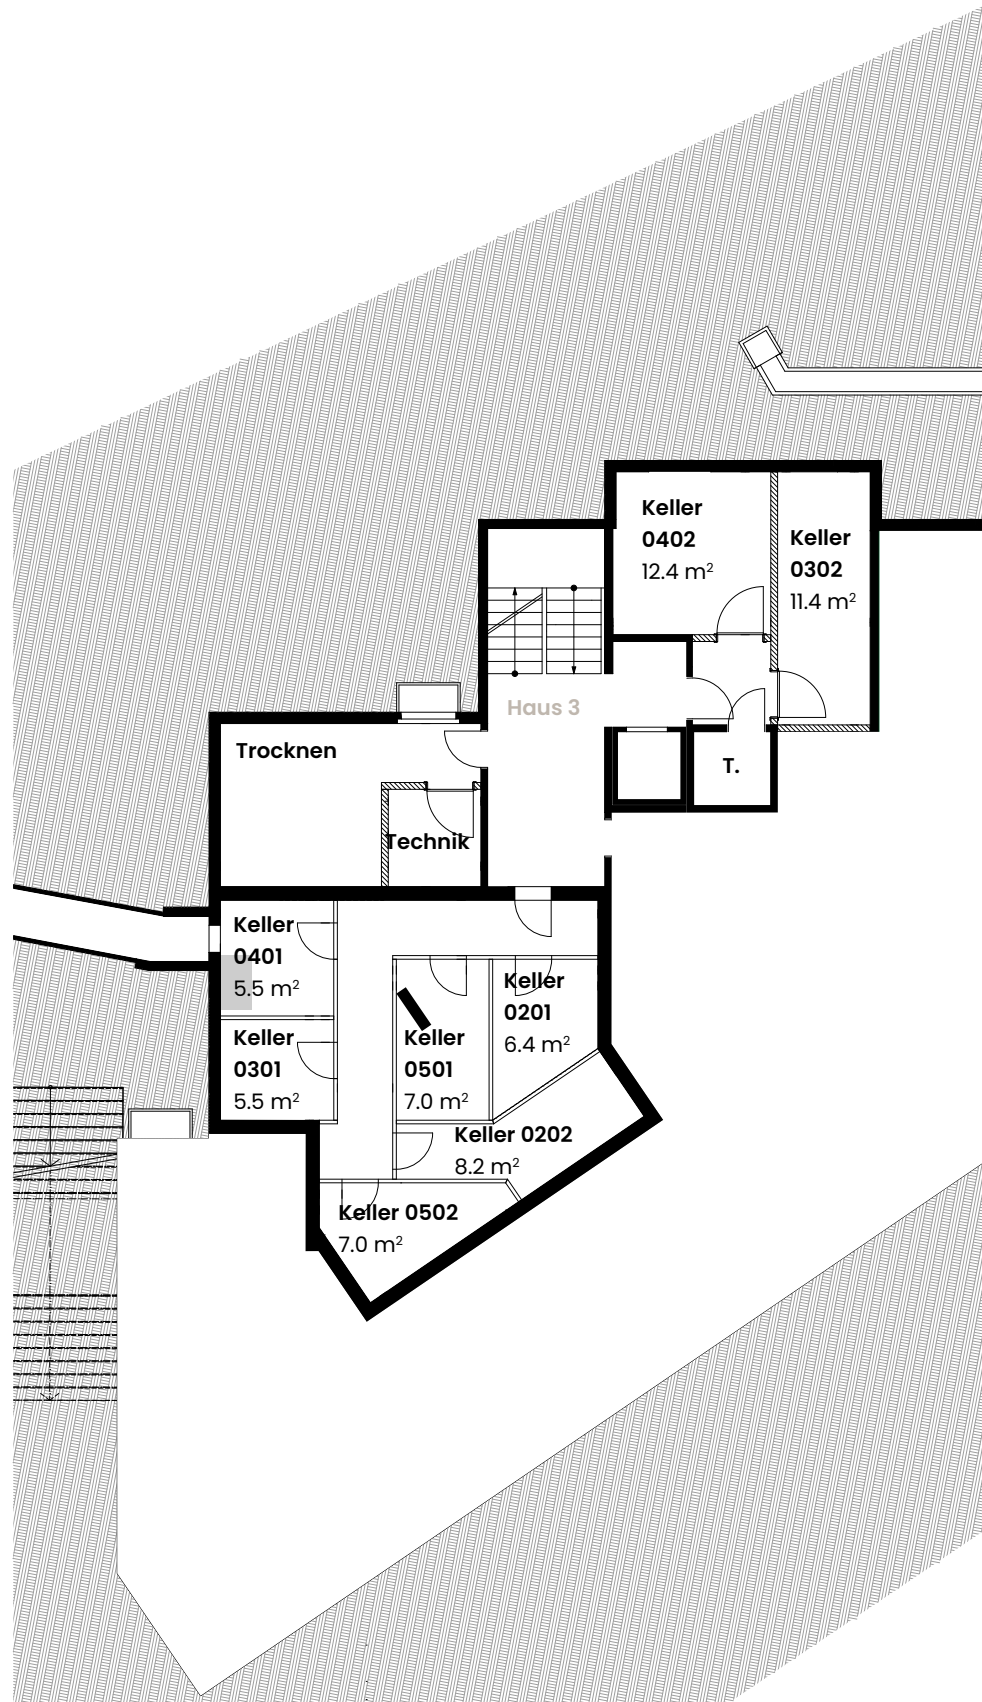 Keller
0402
12.4 m²
Keller
0302
11.4 m²
Haus 3
Trocknen
T.
Technik
Keller
0401
5.5 m²
Keller
0201
6.4 m²
Keller
0301
5.5 m²
Keller
0501
7.0 m²
Keller 0202
8.2 m²
Keller 0502
7.0 m²